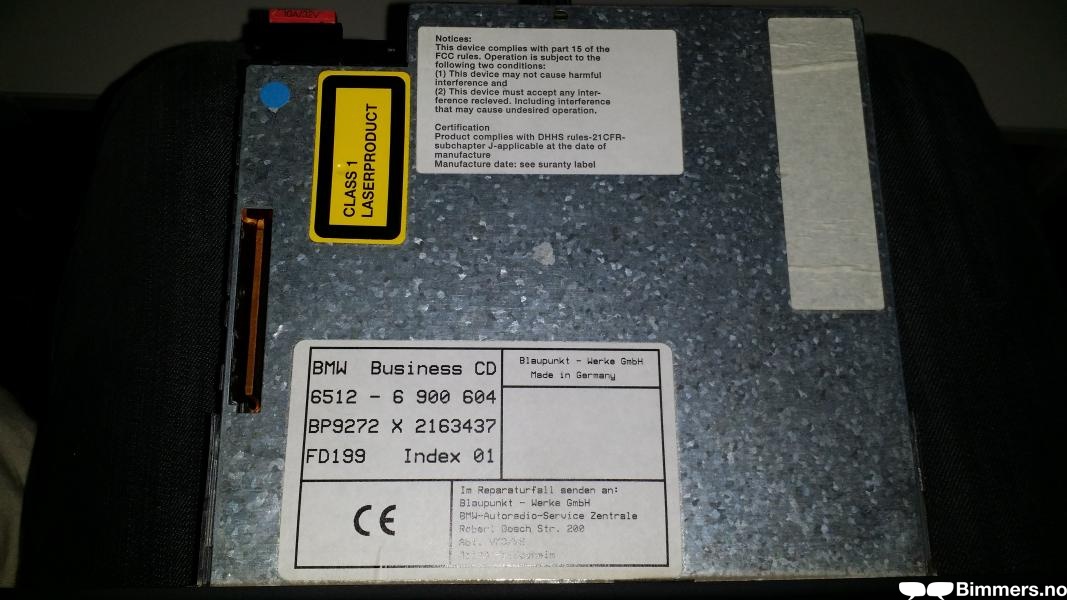 10A/32V
Notices:
This device complies with part 15 of the
FCC rules. Operation is subject to the
following two conditions:
(1) This device may not cause harmful
interference and
(2) This device must accept any inter-
ference recieved. Including interference
that may cause undesired operation.
Certification
Product complies with DHHS rules-21CFR-
subchapter J-applicable at the date of
manufacture
Manufacture date: see suranty label
CLASS 1
LASERPRODUCT
BMW Business CD
6512 - 6 900 604
BP9272 X 2163437
FD199 Index 01
Blaupunkt - Werke GmbH
Made in Germany
CE
Im Reparaturfall senden an:
Blaupunkt - Werke GmbH
BMW-Autoradio-Service Zentrale
Robert Bosch Str. 200
Abt.
Bimmers.no